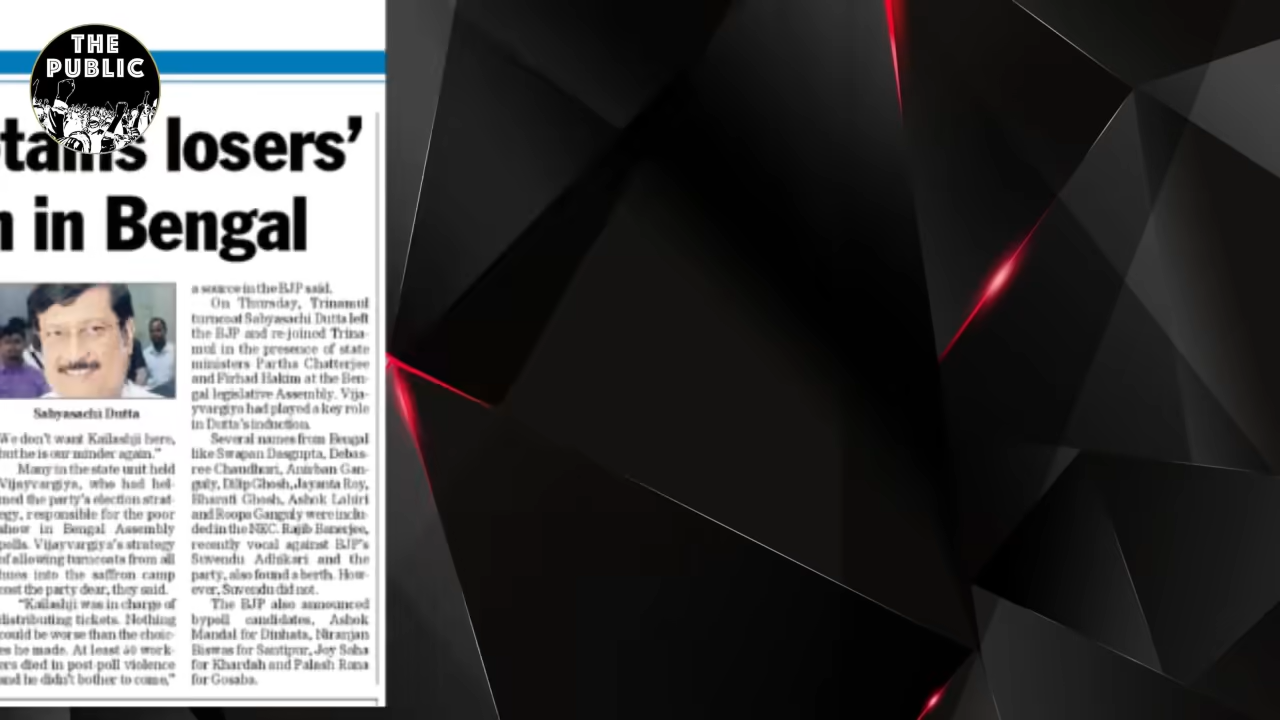 THE
PUBLIC
losers’
in Bengal
Sabyasachi Dutta
We don't want Kailashji here,
but he is our minder again."
Many in the state unit held
Vijayvargiya, who had hel-
med the party's election strat-
egy, responsible for the poor
show in Bengal Assembly
polls. Vijayvargiya's strategy
of allowing turncoats from all
hues into the saffron camp
cost the party dear, they said.
"Kailashji was in charge of
distributing tickets. Nothing
could be worse than the choic-
es he made. At least work-
ers died in post-poll violence
and he didn't bother to come,"
a source in the BJP said.
On Thursday, Trinamul
turncoat Sabyasachi Dutta left
the BJP and re-joined Trina-
mul in the presence of state
ministers Partha Chatterjee
and Firhad Hakim at the Ben-
gal legislative Assembly. Vija-
yvargiya had played a key role
in Dutta's induction.
Several names from Bengal
like Swapan Dasgupta, Debas-
ree Chaudhuri, Anirban Gan-
guly, Dilip Ghosh, Jayanta Roy,
Bharati Ghosh, Ashok Lahiri
and Roopa Ganguly were inclu-
ded in the NEC. Rajib Banerjee,
recently vocal against BJP's
Suvendu Adhikari and the
party, also found a berth. How-
ever, Suvendu did not.
The BJP also announced
bypoll candidates, Ashok
Mandal for Dinhata, Niranjan
Biswas for Santipur, Joy Saha
for Khardah and Palash Rana
for Gosaba.